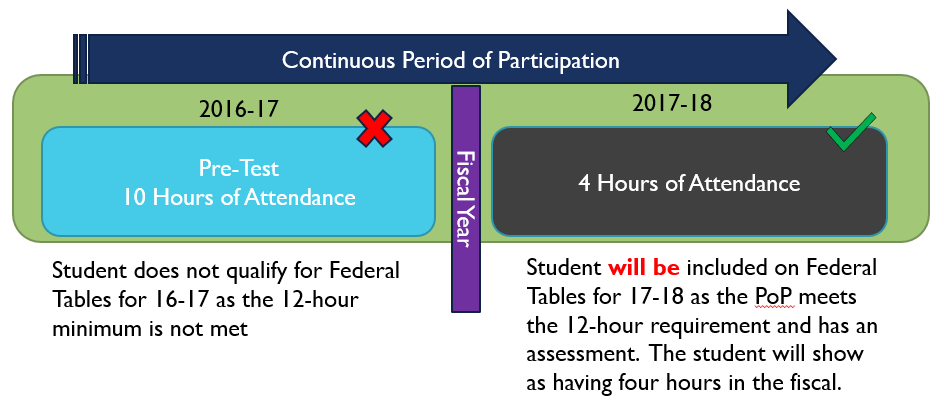 Continuous Period of Participation
2016-17
Pre-Test
10 Hours of Attendance
Student does not qualify for Federal
Tables for 16-17 as the 12-hour
minimum is not met
Fiscal Year
2017-18
4 Hours of Attendance
Student will be included on Federal
Tables for 17-18 as the PoP meets
the 12-hour requirement and has an
assessment.  The student will show
as having four hours in the fiscal.